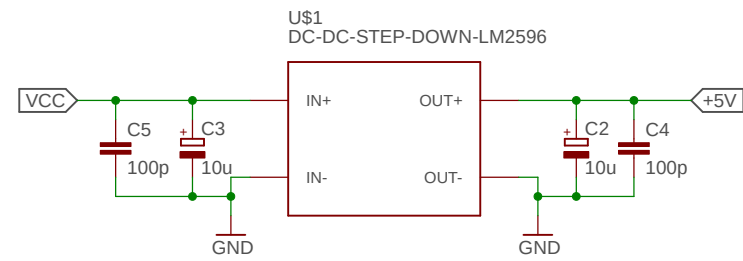 U$1
DC-DC-STEP-DOWN-LM2596
VCC
IN+
OUT+
+5V
C5
+
C3
+
C2
C4
100p
10u
IN-
OUT-
10u
100p
GND
GND